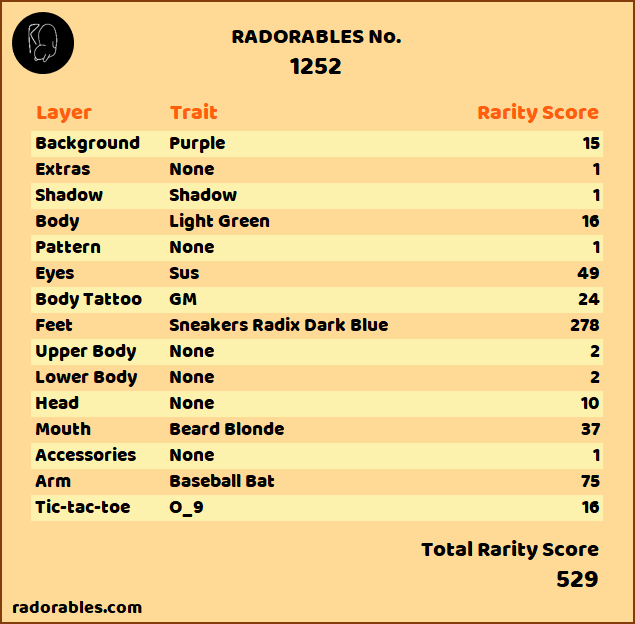 RADORABLES No.
1252
Layer Trait Rarity Score
Background Purple 15
Extras None 1
Shadow Shadow 1
Body Light Green 16
Pattern None 1
Eyes Sus 49
Body Tattoo GM 24
Feet Sneakers Radix Dark Blue 278
Upper Body None 2
Lower Body None 2
Head None 10
Mouth Beard Blonde 37
Accessories None 1
Arm Baseball Bat 75
Tic-tac-toe O_9 16
Total Rarity Score
529
radorables.com